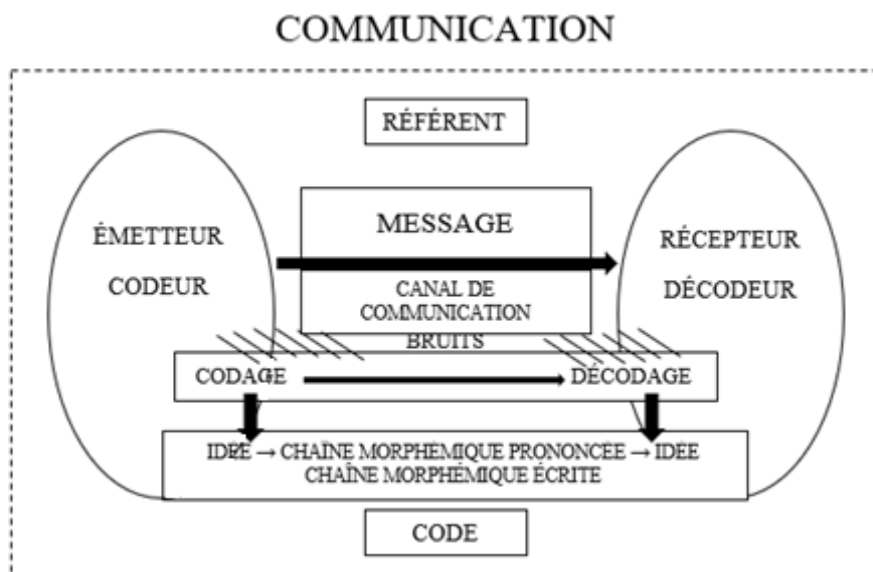 COMMUNICATION
RÉFÉRENT
ÉMETTEUR
CODEUR
MESSAGE
CANAL DE
COMMUNICATION
BRUITS
RÉCEPTEUR
DÉCODEUR
CODAGE
DÉCODAGE
IDÉE → CHAÎNE MORPHÉMIQUE PRONONCÉE → IDÉE
CHAÎNE MORPHÉMIQUE ÉCRITE
CODE